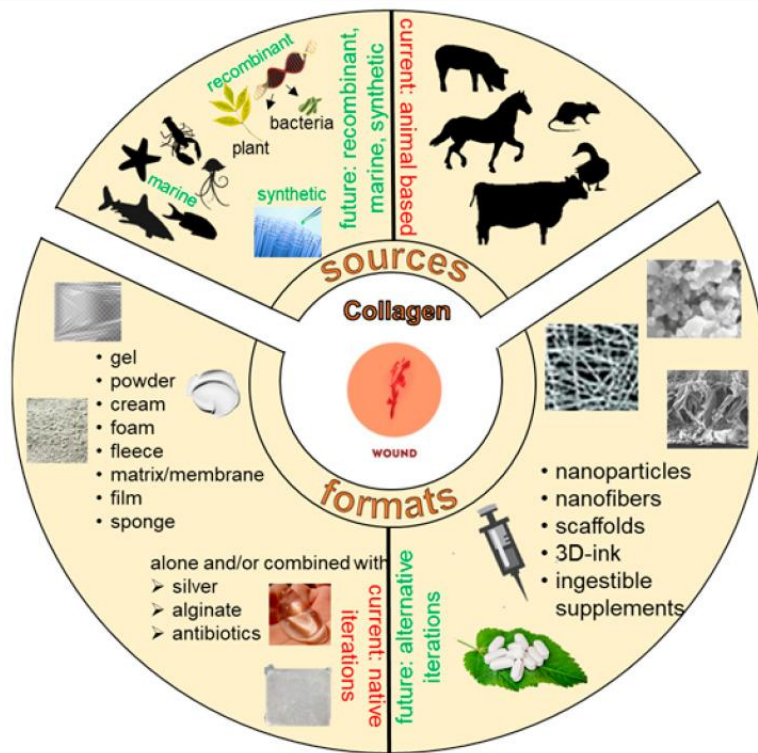 recombinant
bacteria
plant
marine
synthetic
future: recombinant,
marine, synthetic
current: animal based
sources
Collagen
WOUND
formats
• gel
• powder
• cream
• foam
• fleece
• matrix/membrane
• film
• sponge
alone and/or combined with
➢ silver
➢ alginate
➢ antibiotics
current: native
iterations
future: alternative
iterations
• nanoparticles
• nanofibers
• scaffolds
• 3D-ink
• ingestible
supplements